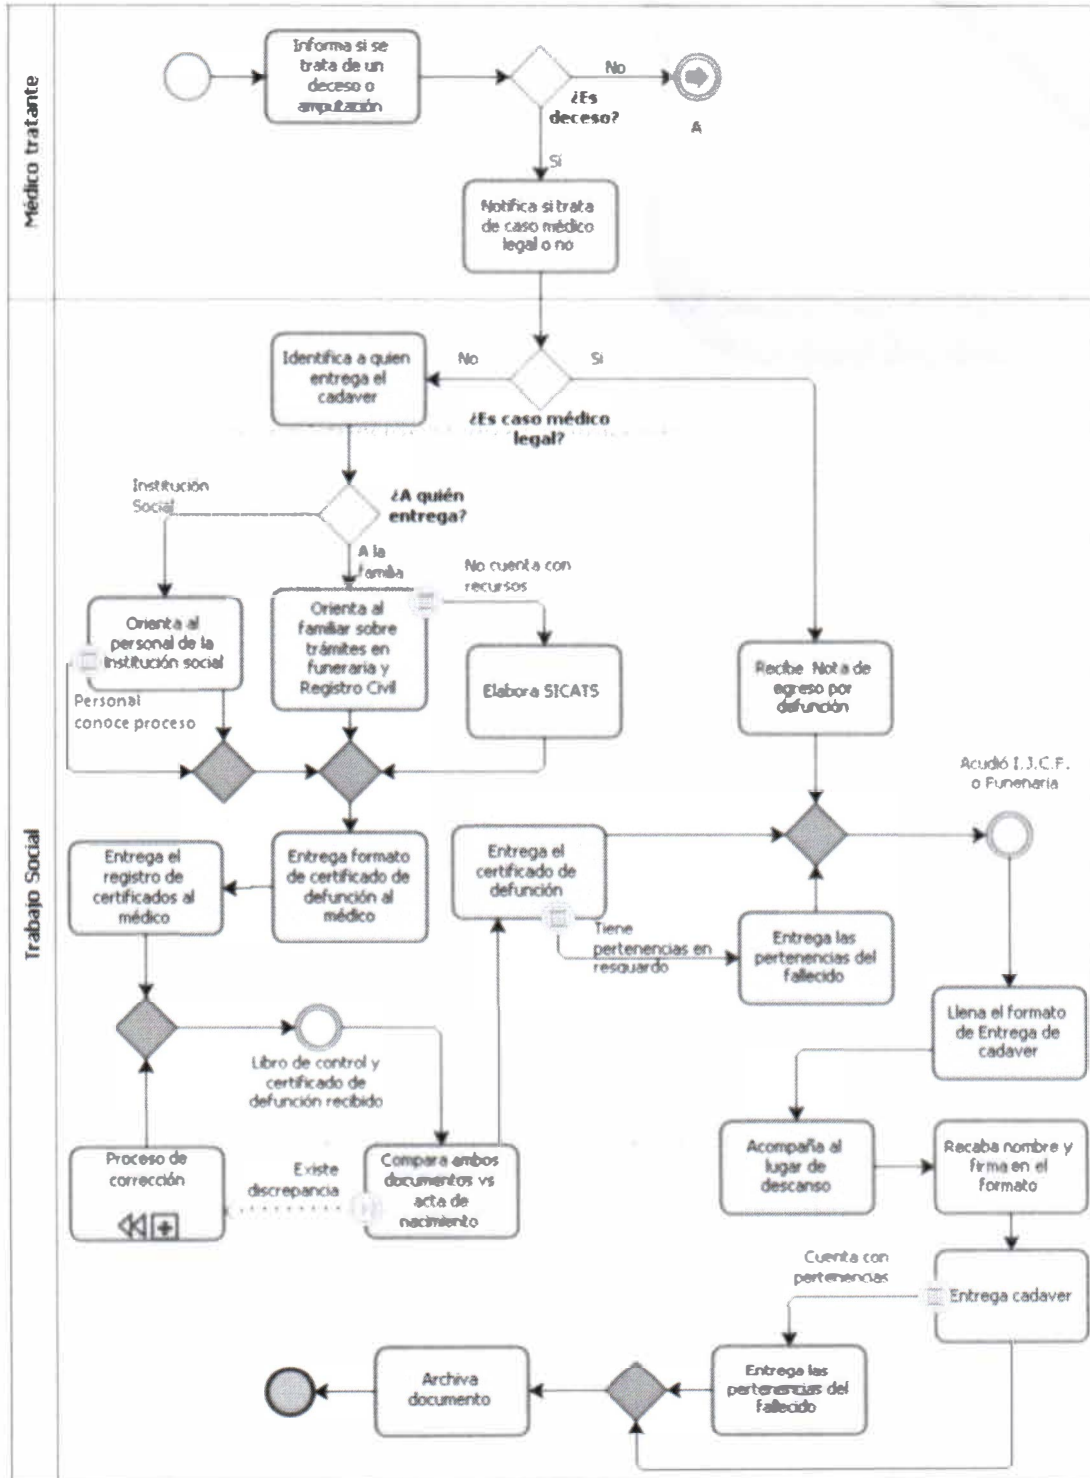 Médico tratante
Informa si se
trata de un
deceso o
amputación
No
¿Es
deceso?
A
Sí
Notifica si trata
de caso médico
legal o no
Trabajo Social
Identifica a quien
entrega el
cadaver
No
Si
¿Es caso médico
legal?
Institución
Social
¿A quién
entrega?
A la
familia
No cuenta con
recursos
Orienta al
personal de la
Institución social
Orienta al
familiar sobre
trámites en
funeraria y
Registro Civil
Elabora SICATS
Recibe Nota de
egreso por
defunción
Personal
conoce proceso
Acudió I.J.C.F.
o Funeraria
Entrega el
registro de
certificados al
médico
Entrega formato
de certificado de
defunción al
médico
Entrega el
certificado de
defunción
Tiene
pertenencias en
resguardo
Entrega las
pertenencias del
fallecido
Llena el formato
de Entrega de
cadaver
Libro de control y
certificado de
defunción recibido
Proceso de
corrección
Existe
discrepancia
Compara ambos
documentos vs
acta de
nacimiento
Acompaña al
lugar de
descanso
Recaba nombre y
firma en el
formato
Cuenta con
pertenencias
Entrega cadaver
Archiva
documento
Entrega las
pertenencias del
fallecido